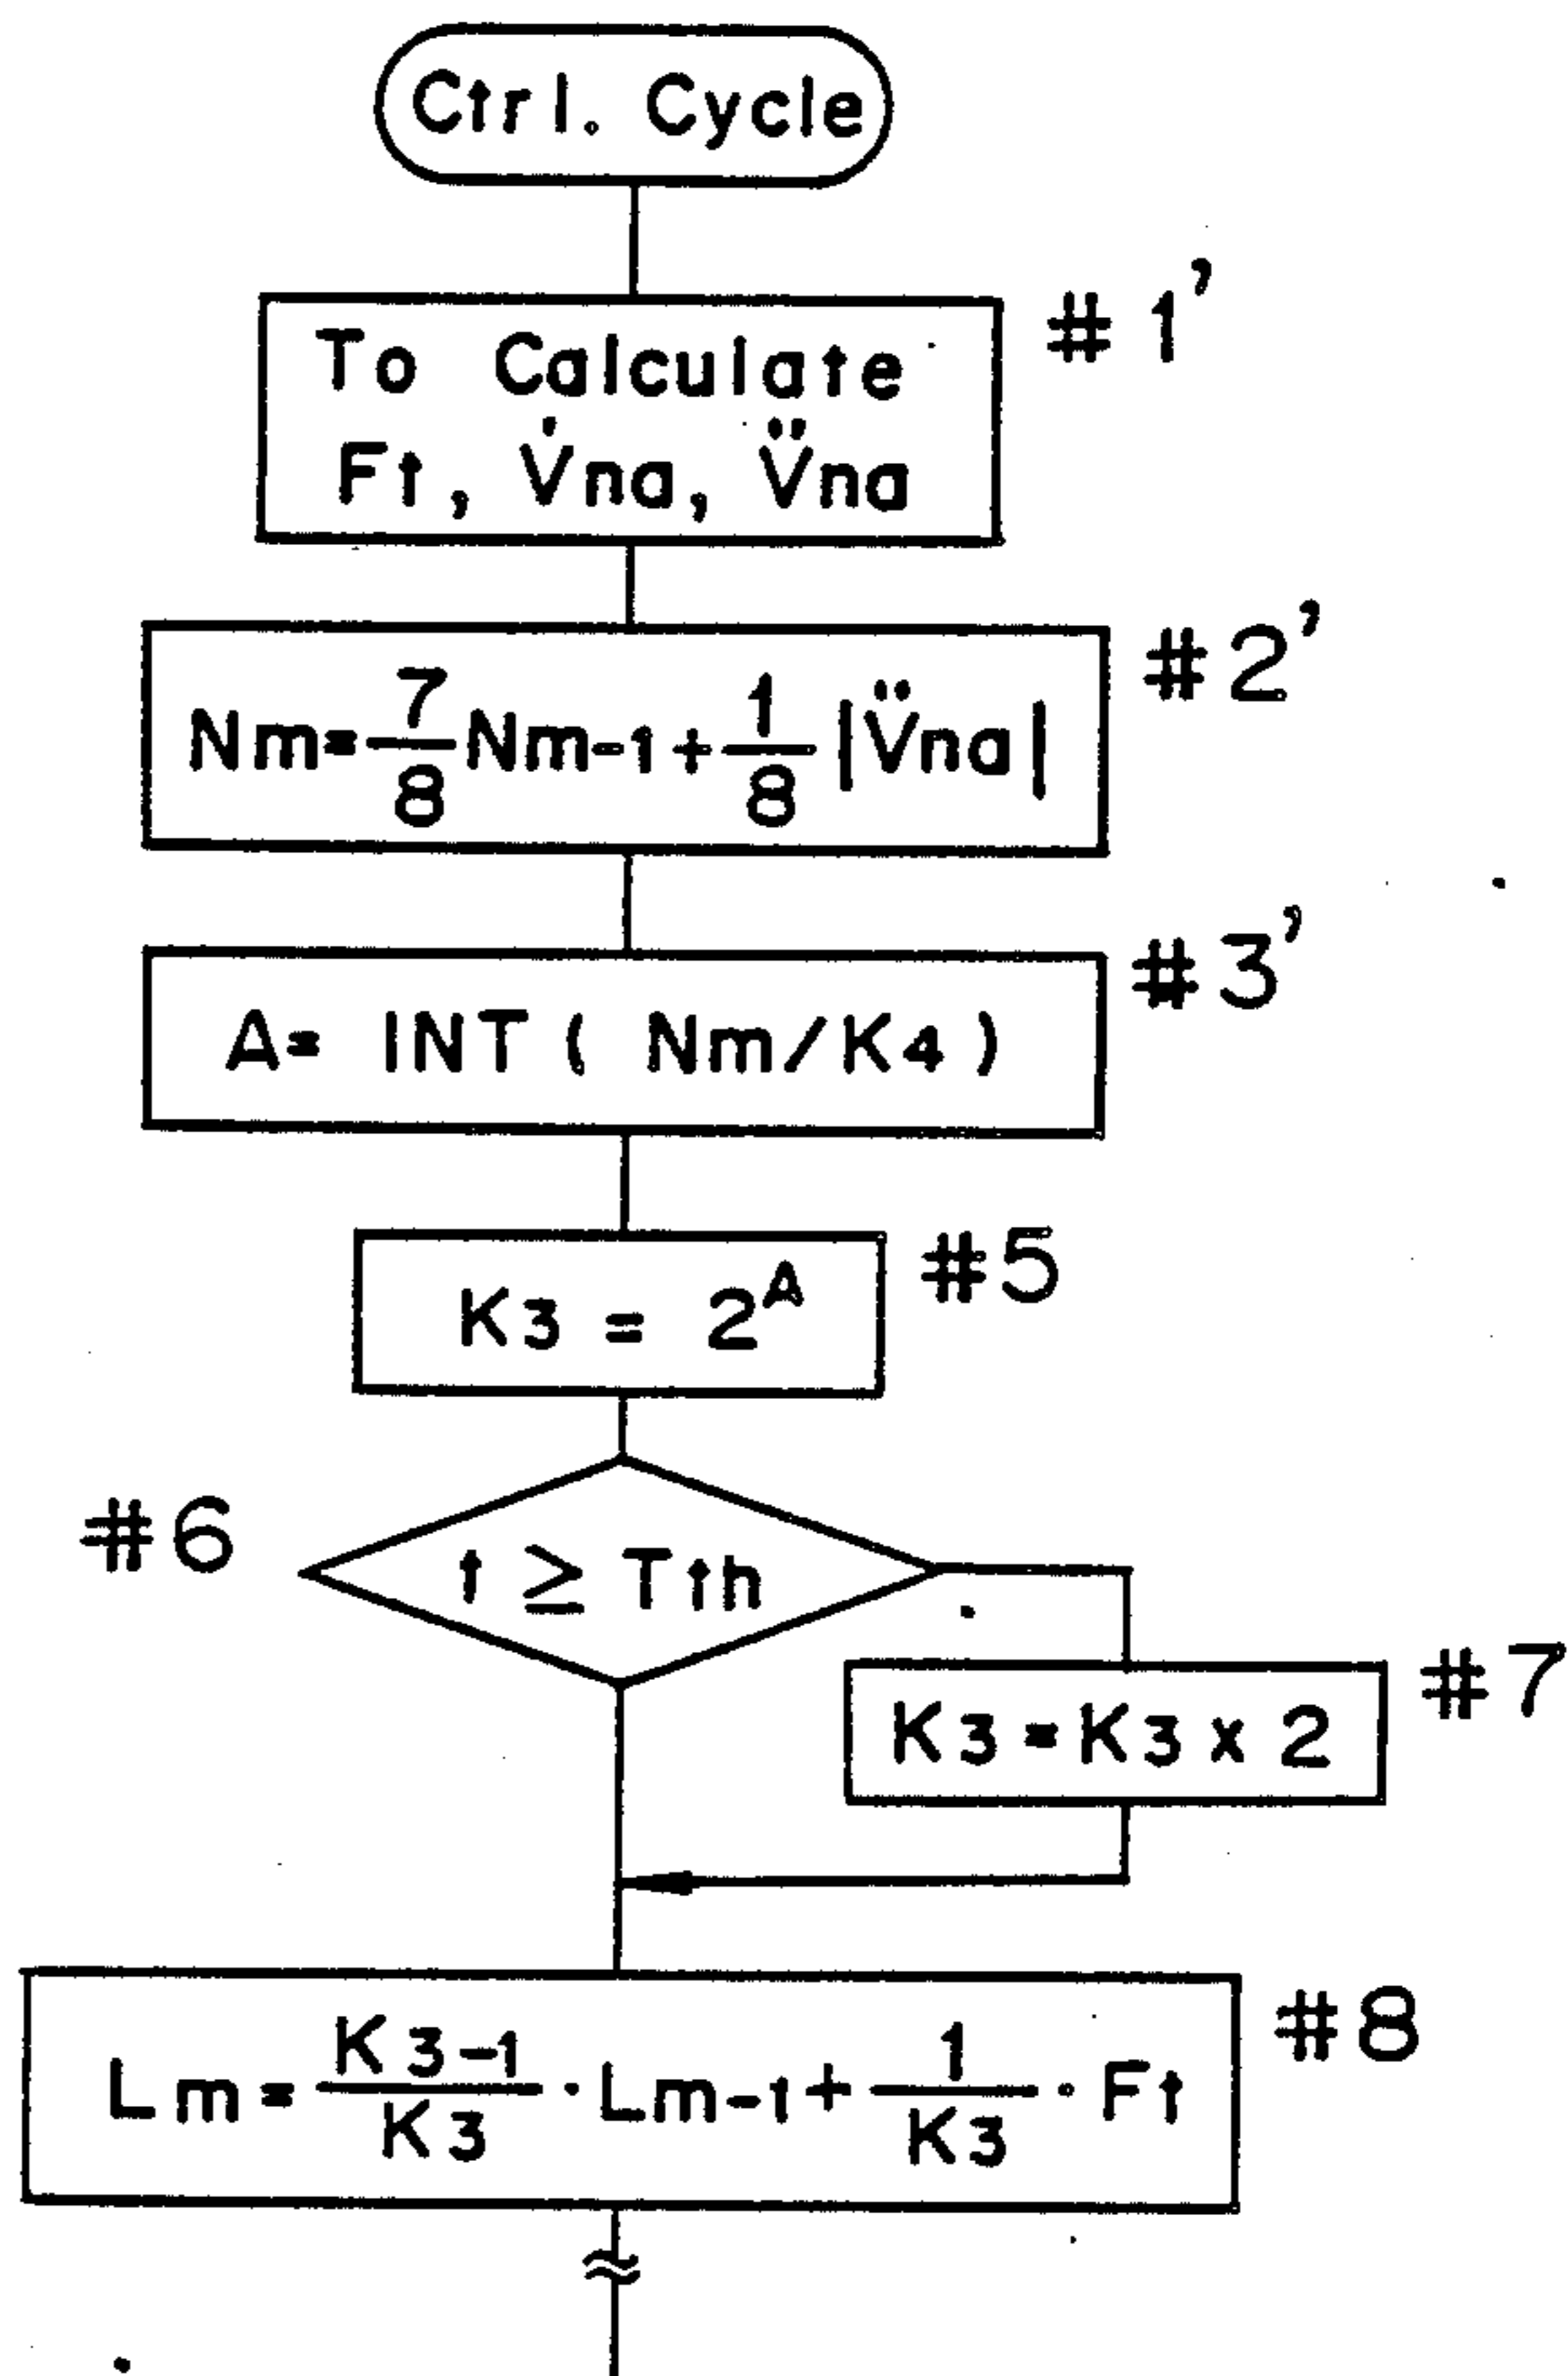 Ctrl. Cycle
#1'
To Calculate
Ft, V̇na, V̈na
#2'
Nm=7/8Nm-1+1/8|V̈na|
#3'
A= INT( Nm/K4 )
#5
K3 = 2^A
#6
t ≥ Tth
#7
K3=K3x2
#8
Lm=K3-1/K3·Lm-1+1/K3·Ft